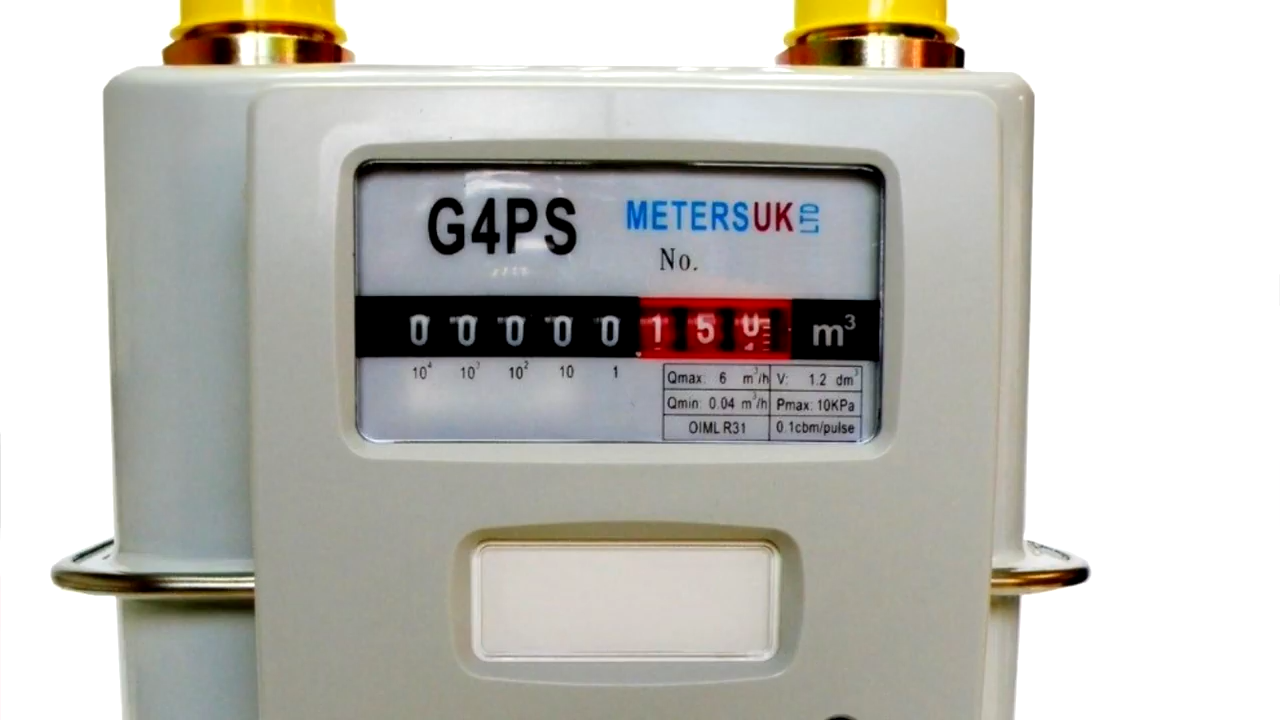 G4PS METERSUK LTD
No.
0 0 0 0 0 1 5 0 m³
10⁴ 10³ 10² 10 1
Qmax: 6 m³/h V: 1.2 dm³
Qmin: 0.04 m³/h Pmax: 10KPa
OIML R31 0.1cbm/pulse